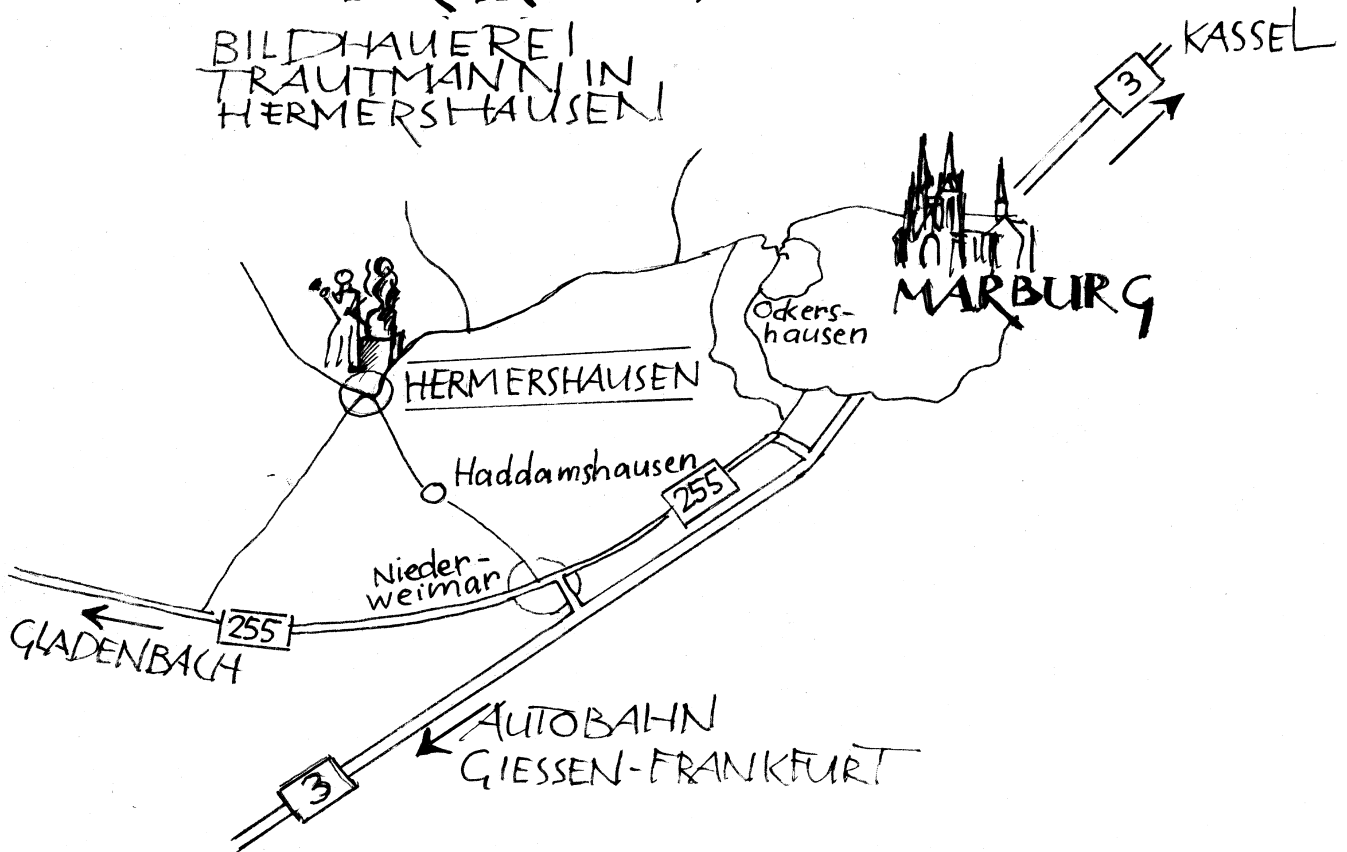 BILDHAUEREI
TRAUTMANN IN
HERMERSHAUSEN
KASSEL
3
MARBURG
Ockers-
hausen
HERMERSHAUSEN
Haddamshausen
255
Nieder-
weimar
255
GLADENBACH
AUTOBAHN
GIESSEN-FRANKFURT
3